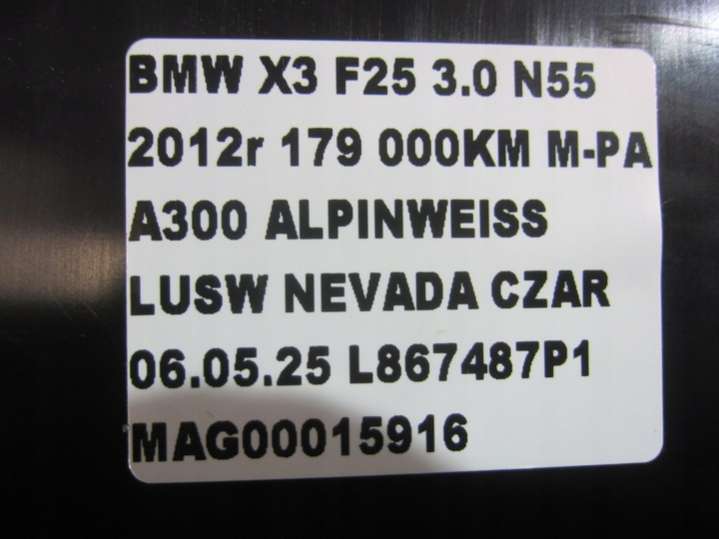 BMW X3 F25 3.0 N55
2012r 179 000KM M-PA
A300 ALPINWEISS
LUSW NEVADA CZAR
06.05.25 L867487P1
MAG00015916